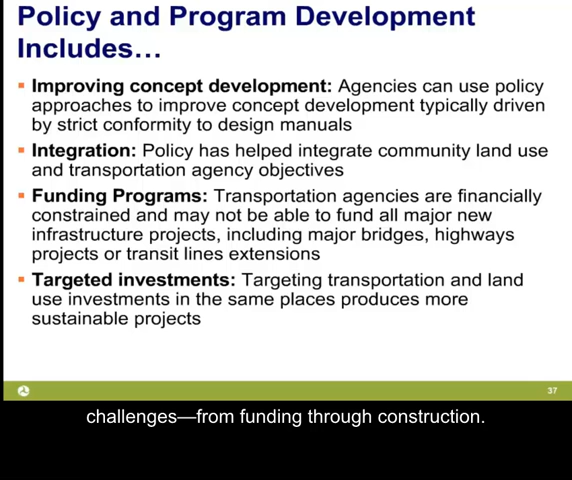 Policy and Program Development
Includes…
Improving concept development: Agencies can use policy
approaches to improve concept development typically driven
by strict conformity to design manuals
Integration: Policy has helped integrate community land use
and transportation agency objectives
Funding Programs: Transportation agencies are financially
constrained and may not be able to fund all major new
infrastructure projects, including major bridges, highways
projects or transit lines extensions
Targeted investments: Targeting transportation and land
use investments in the same places produces more
sustainable projects
37
challenges—from funding through construction.